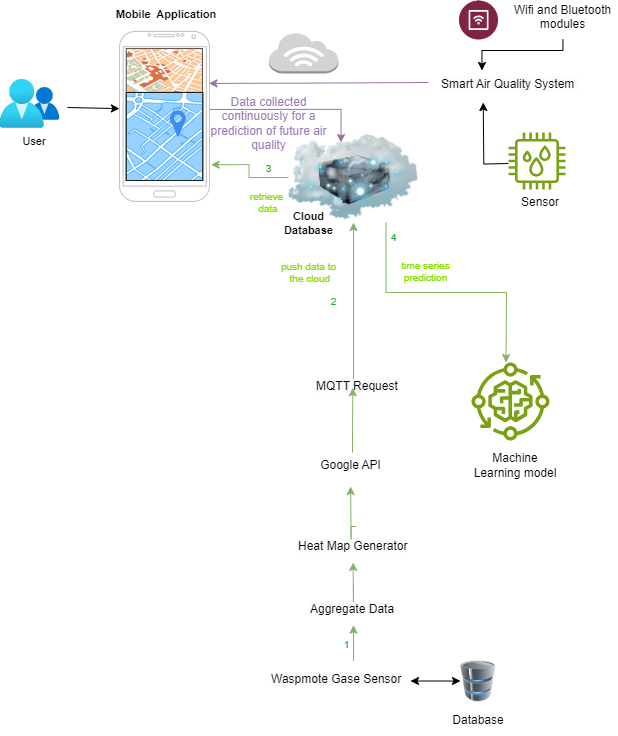 Mobile Application
Wifi and Bluetooth
modules
Smart Air Quality System
Data collected
continuously for a
prediction of future air
quality
User
3
Sensor
retrieve
data
Cloud
Database
4
push data to
the cloud
time series
prediction
2
MQTT Request
Machine
Learning model
Google API
Heat Map Generator
Aggregate Data
1
Waspmote Gase Sensor
Database